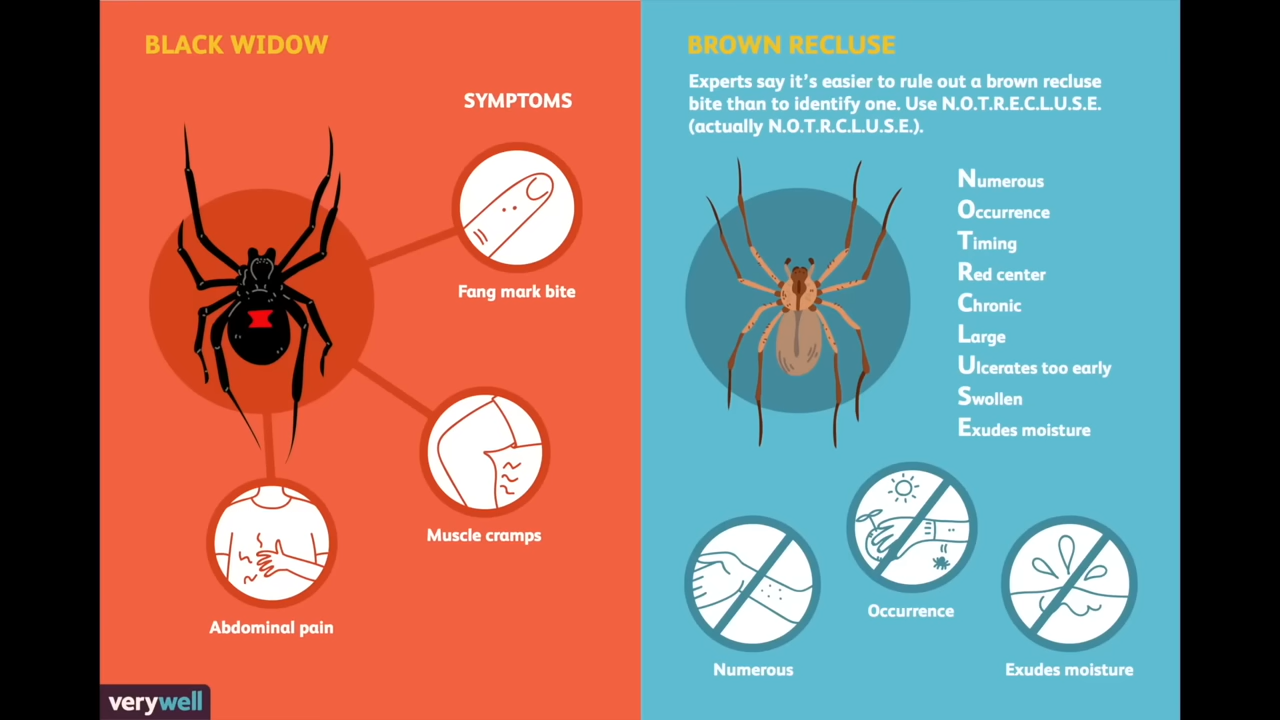 BLACK WIDOW
SYMPTOMS
Fang mark bite
Muscle cramps
Abdominal pain
verywell
BROWN RECLUSE
Experts say it's easier to rule out a brown recluse
bite than to identify one. Use N.O.T.R.E.C.L.U.S.E.
(actually N.O.T.R.C.L.U.S.E.).
Numerous
Occurrence
Timing
Red center
Chronic
Large
Ulcerates too early
Swollen
Exudes moisture
Numerous
Occurrence
Exudes moisture